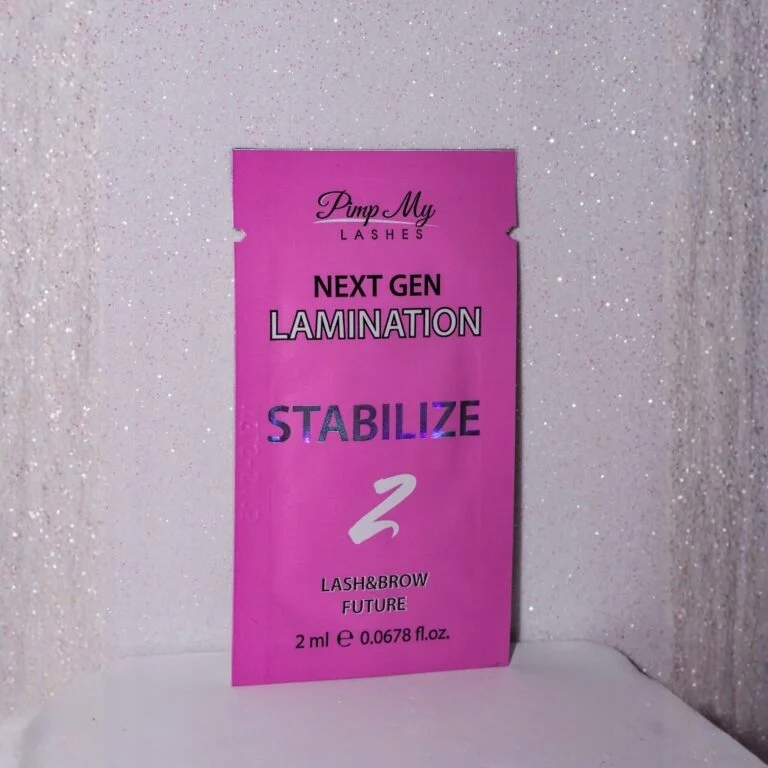 Pimp My
LASHES
NEXT GEN
LAMINATION
STABILIZE
2
LASH&BROW
FUTURE
2 ml ℮ 0.0678 fl.oz.